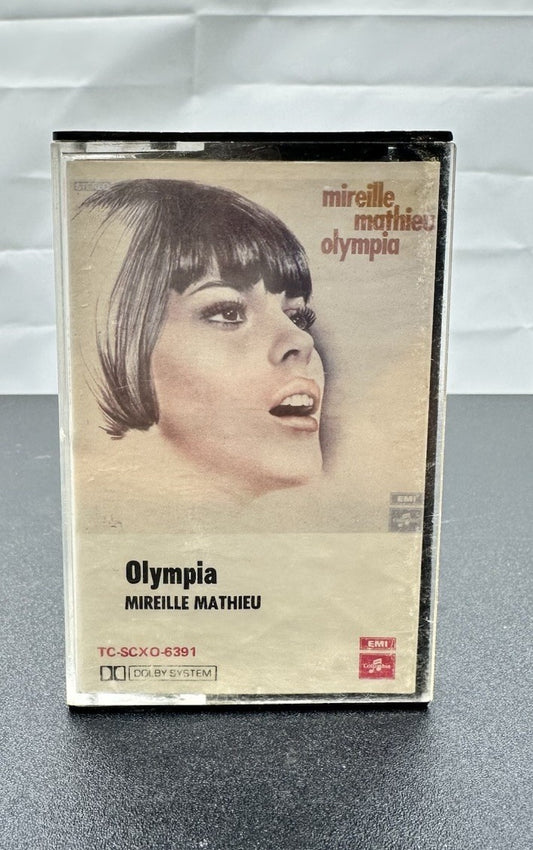 STEREO
mireille
mathieu
olympia
EMI
Olympia
MIREILLE MATHIEU
TC-SCXO-6391
EMI
Columbia
DOLBY SYSTEM